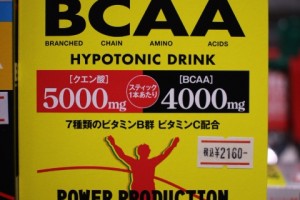 BCAA
BRANCHED CHAIN AMINO ACIDS
HYPOTONIC DRINK
[クエン酸] スティック [BCAA]
5000mg 1本あたり 4000mg
7種類のビタミンB群 ビタミンC配合
税込¥2160-
POWER PRODUCTION